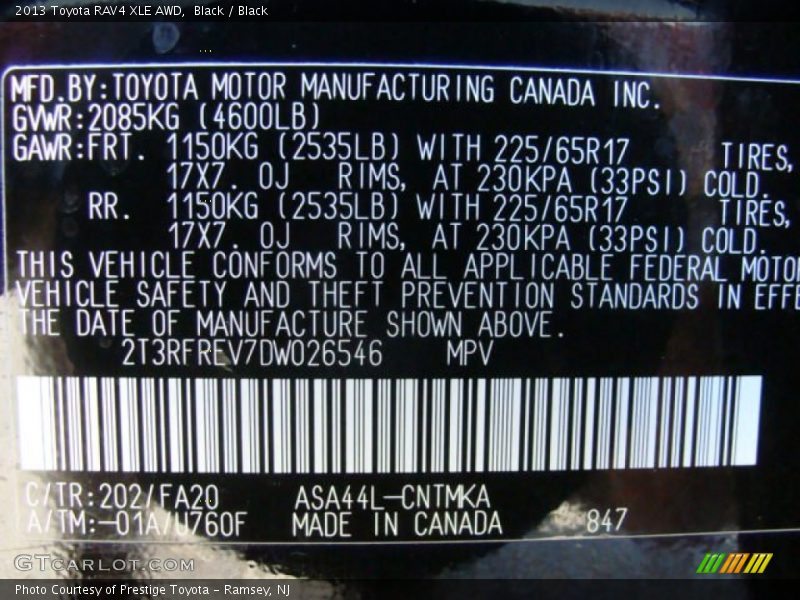 2013 Toyota RAV4 XLE AWD, Black / Black
MFD.BY:TOYOTA MOTOR MANUFACTURING CANADA INC.
GVWR:2085KG (4600LB)
GAWR:FRT. 1150KG (2535LB) WITH 225/65R17 TIRES,
17X7. 0J RIMS, AT 230KPA (33PSI) COLD.
RR. 1150KG (2535LB) WITH 225/65R17 TIRES,
17X7. 0J RIMS, AT 230KPA (33PSI) COLD.
THIS VEHICLE CONFORMS TO ALL APPLICABLE FEDERAL MOTO
VEHICLE SAFETY AND THEFT PREVENTION STANDARDS IN EFFE
THE DATE OF MANUFACTURE SHOWN ABOVE.
2T3RFREV7DW026546 MPV
C/TR:202/FA20 ASA44L-CNTMKA
A/TM:-01A/U760F MADE IN CANADA 847
GTCARLOT.COM
Photo Courtesy of Prestige Toyota - Ramsey, NJ